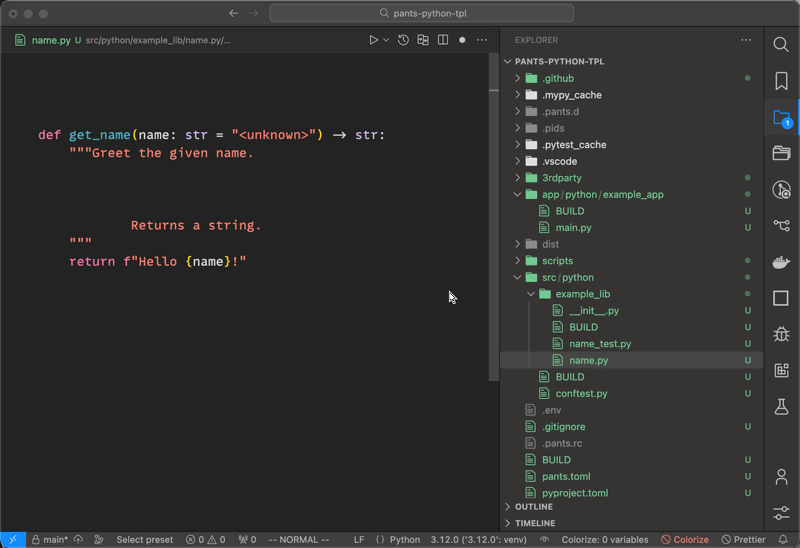 pants-python-tpl
name.py U src/python/example_lib/name.py/...
def get_name(name: str = "<unknown>") → str:
"""Greet the given name.
Returns a string.
"""
return f"Hello {name}!"
EXPLORER
PANTS-PYTHON-TPL
.github
.mypy_cache
.pants.d
.pids
.pytest_cache
.vscode
3rdparty
app/python/example_app
BUILD U
main.py U
dist
scripts
src/python
example_lib
__init__.py U
BUILD U
name_test.py U
name.py U
BUILD U
conftest.py U
.env
.gitignore U
.pants.rc
BUILD U
pants.toml U
pyproject.toml U
OUTLINE
TIMELINE
1
main* Select preset 0 0 0 -- NORMAL -- LF {} Python 3.12.0 ('3.12.0': venv) Colorize: 0 variables Colorize Prettier